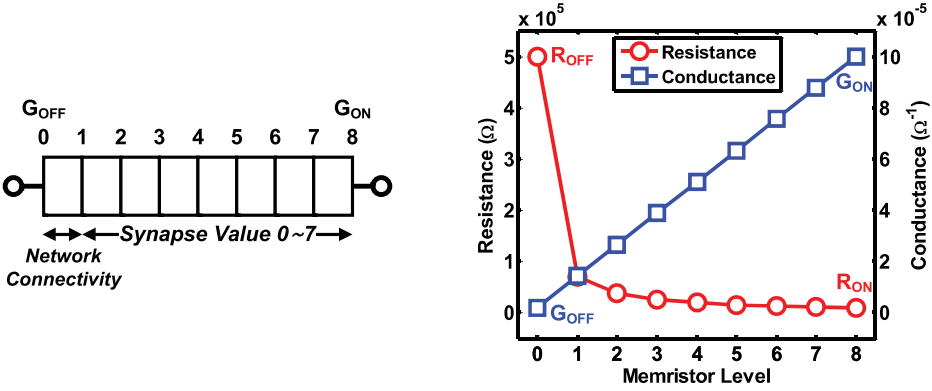 G_OFF G_ON
0 1 2 3 4 5 6 7 8
Synapse Value 0~7
Network
Connectivity
x 10^5 x 10^-5
Resistance
Conductance
R_OFF
G_ON
R_ON
G_OFF
Resistance (Ω)
5
4
3
2
1
0
Conductance (Ω^-1)
10
8
6
4
2
0
0 1 2 3 4 5 6 7 8
Memristor Level